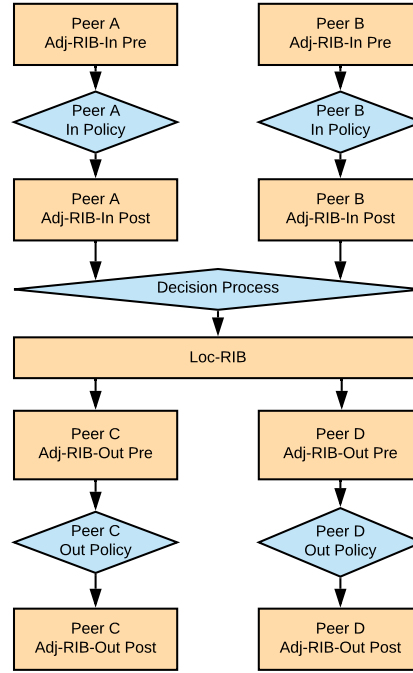 Peer A
Adj-RIB-In Pre
Peer B
Adj-RIB-In Pre
Peer A
In Policy
Peer B
In Policy
Peer A
Adj-RIB-In Post
Peer B
Adj-RIB-In Post
Decision Process
Loc-RIB
Peer C
Adj-RIB-Out Pre
Peer D
Adj-RIB-Out Pre
Peer C
Out Policy
Peer D
Out Policy
Peer C
Adj-RIB-Out Post
Peer D
Adj-RIB-Out Post